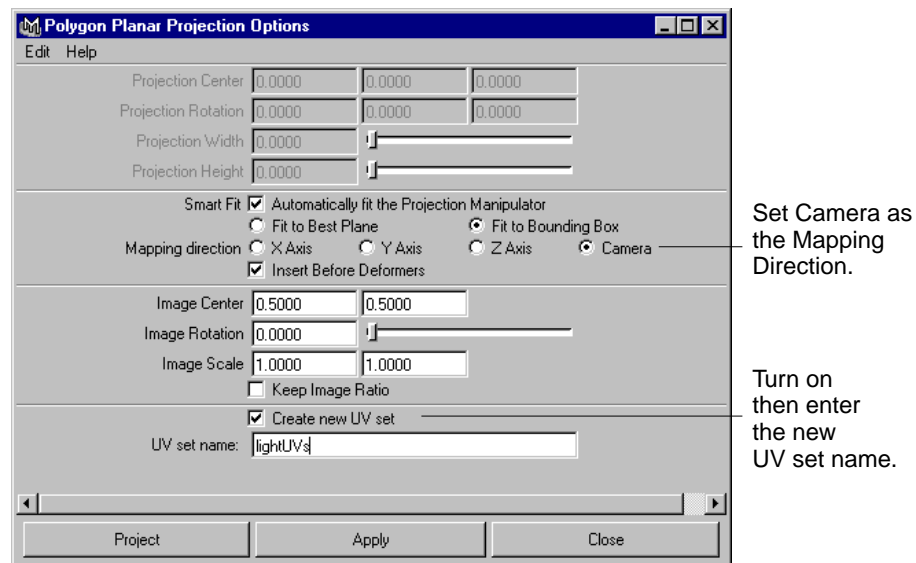 Polygon Planar Projection Options
Edit Help
Projection Center 0.0000 0.0000 0.0000
Projection Rotation 0.0000 0.0000 0.0000
Projection Width 0.0000
Projection Height 0.0000
Smart Fit Automatically fit the Projection Manipulator
Fit to Best Plane Fit to Bounding Box
Mapping direction X Axis Y Axis Z Axis Camera
Insert Before Deformers
Image Center 0.5000 0.5000
Image Rotation 0.0000
Image Scale 1.0000 1.0000
Keep Image Ratio
Create new UV set
UV set name: lightUVs
Project Apply Close
Set Camera as
the Mapping
Direction.
Turn on
then enter
the new
UV set name.